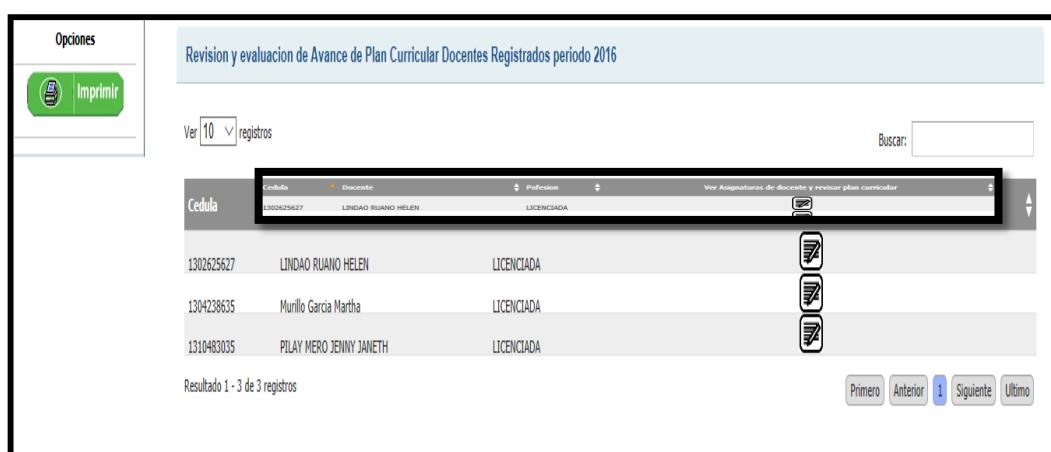 Opciones
Imprimir
Revision y evaluacion de Avance de Plan Curricular Docentes Registrados periodo 2016
Ver 10 registros
Buscar:
Cedula
Cedula Docente Pofesion Ver Asignaturas de docente y revisar plan curricular
1302625627 LINDAO RUANO HELEN LICENCIADA
1302625627 LINDAO RUANO HELEN LICENCIADA
1304238635 Murillo Garcia Martha LICENCIADA
1310483035 PILAY MERO JENNY JANETH LICENCIADA
Resultado 1 - 3 de 3 registros
Primero Anterior 1 Siguiente Ultimo